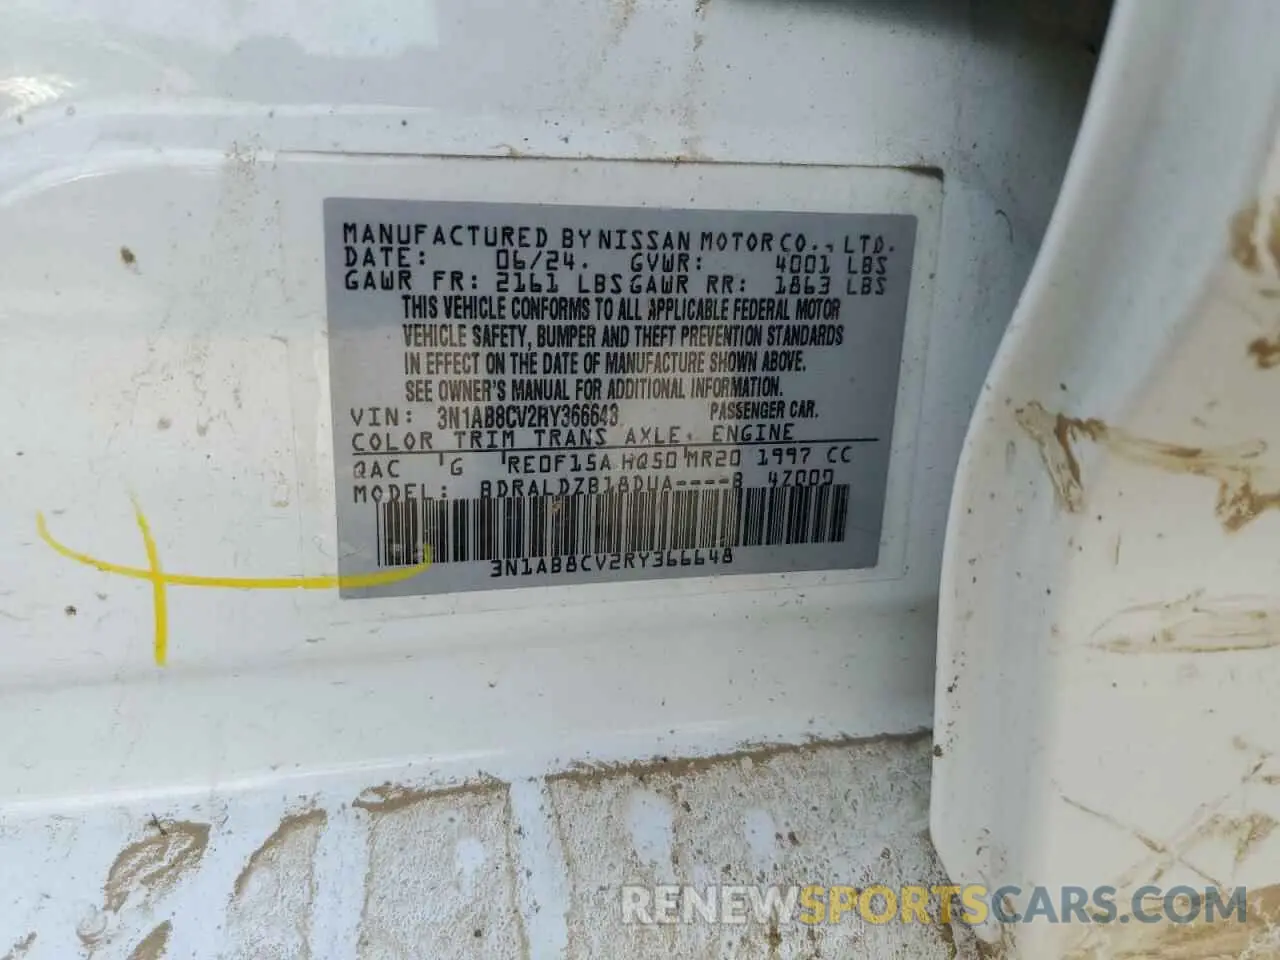 MANUFACTURED BY NISSAN MOTOR CO., LTD.
DATE: 06/24. GVWR: 4001 LBS
GAWR FR: 2161 LBS GAWR RR: 1863 LBS
THIS VEHICLE CONFORMS TO ALL APPLICABLE FEDERAL MOTOR
VEHICLE SAFETY, BUMPER AND THEFT PREVENTION STANDARDS
IN EFFECT ON THE DATE OF MANUFACTURE SHOWN ABOVE.
SEE OWNER'S MANUAL FOR ADDITIONAL INFORMATION.
VIN: PASSENGER CAR.
COLOR TRIM TRANS AXLE. ENGINE
QAC G RE0F15A HQ50 MR20 1997 CC
MODEL:
3N1AB8CV2RY366648
RENEWSPORTSCARS.COM